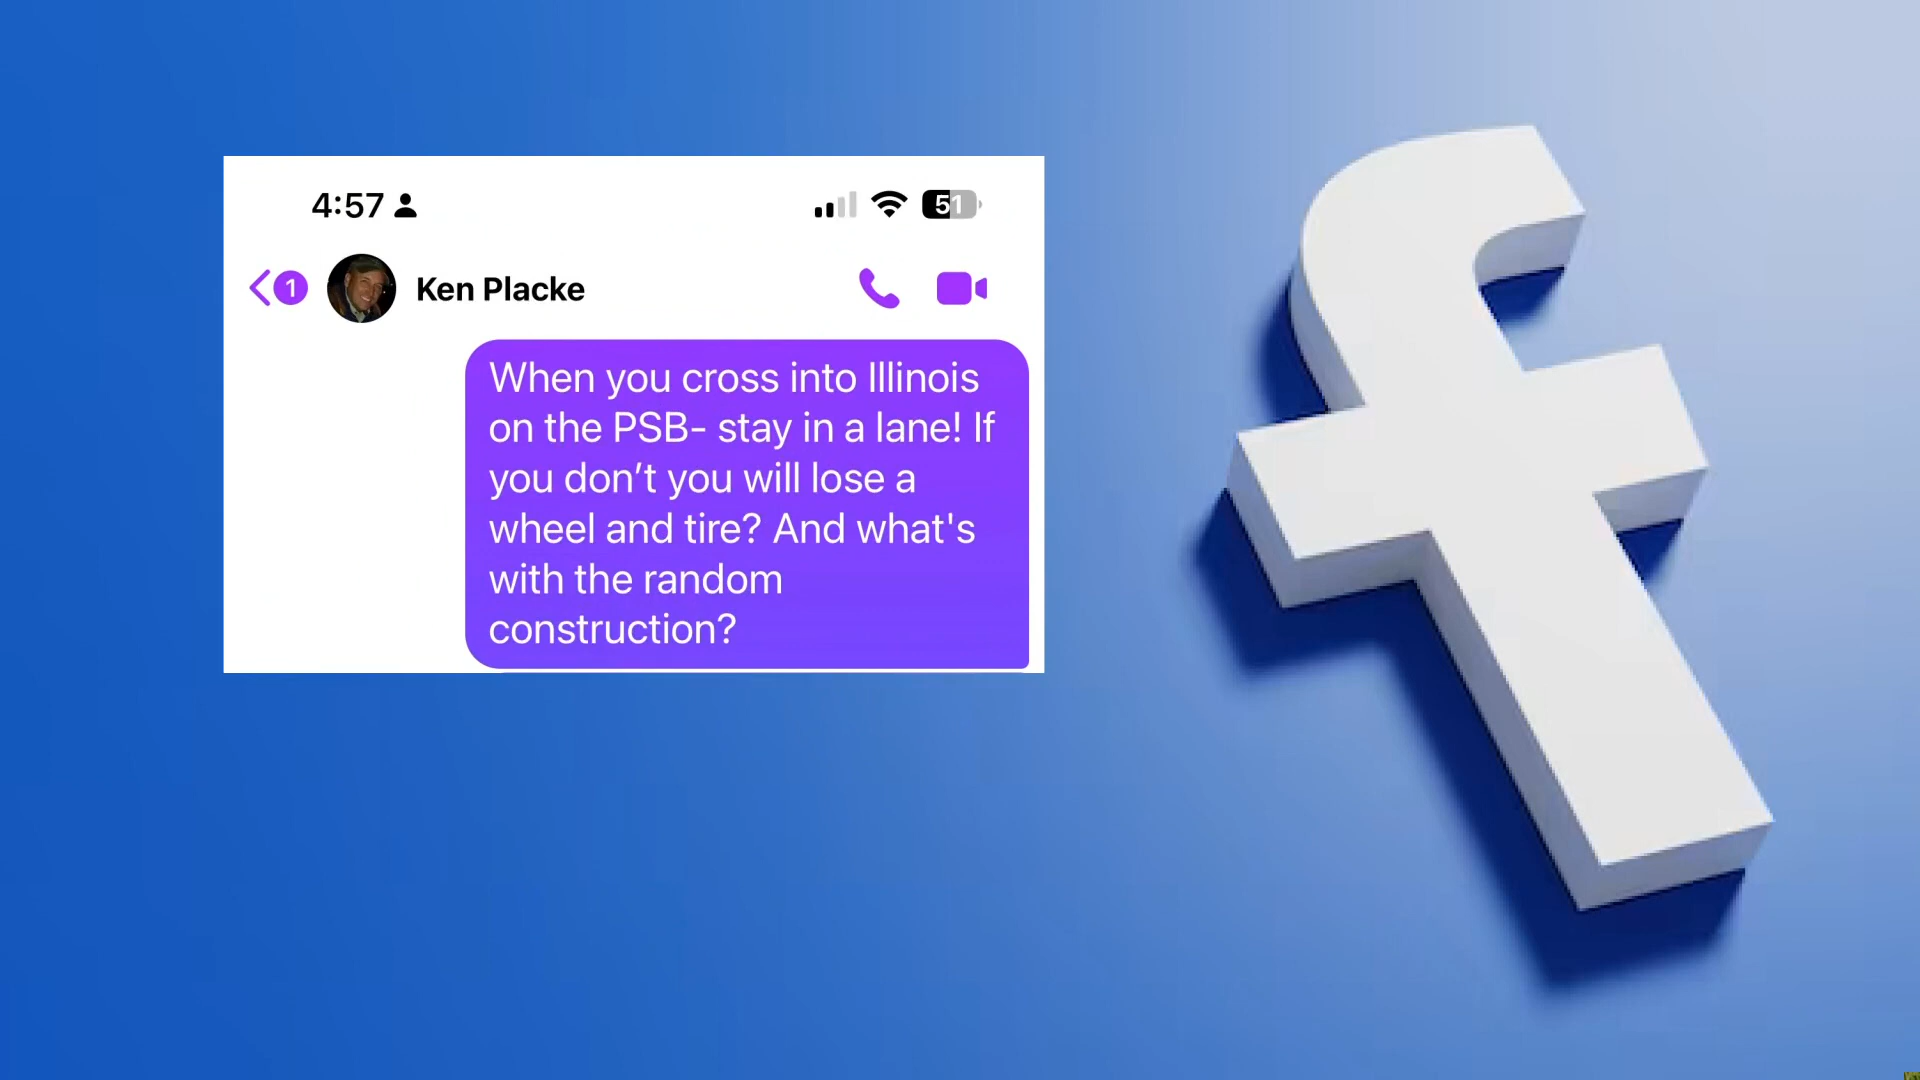 4:57
51
1
Ken Placke
When you cross into Illinois
on the PSB- stay in a lane! If
you don’t you will lose a
wheel and tire? And what's
with the random
construction?
f